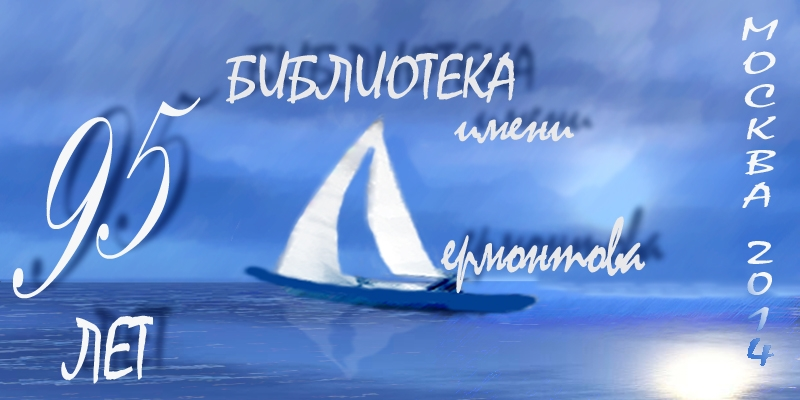 БИБЛИОТЕКА
имени
ермонтова
95
ЛЕТ
МОСКВА 2014